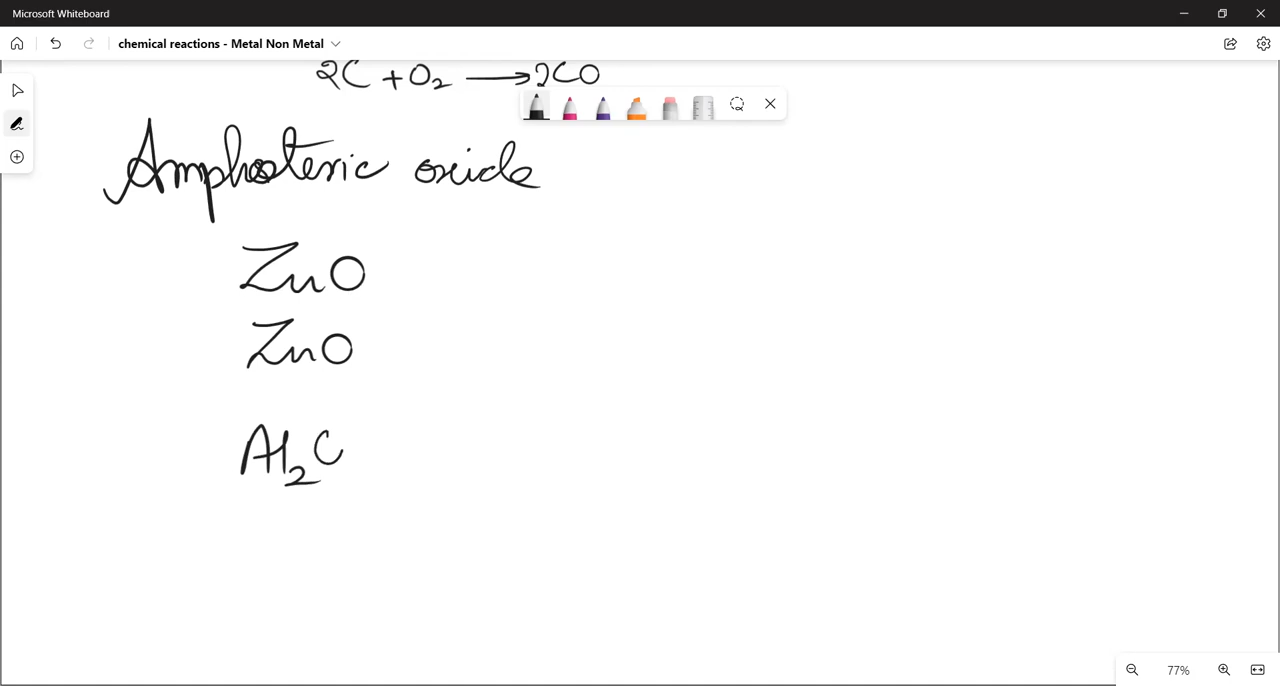 Microsoft Whiteboard
chemical reactions - Metal Non Metal
2C + O₂ ⟶ 2CO
Amphoteric oxide
ZnO
ZnO
Al₂C
77%